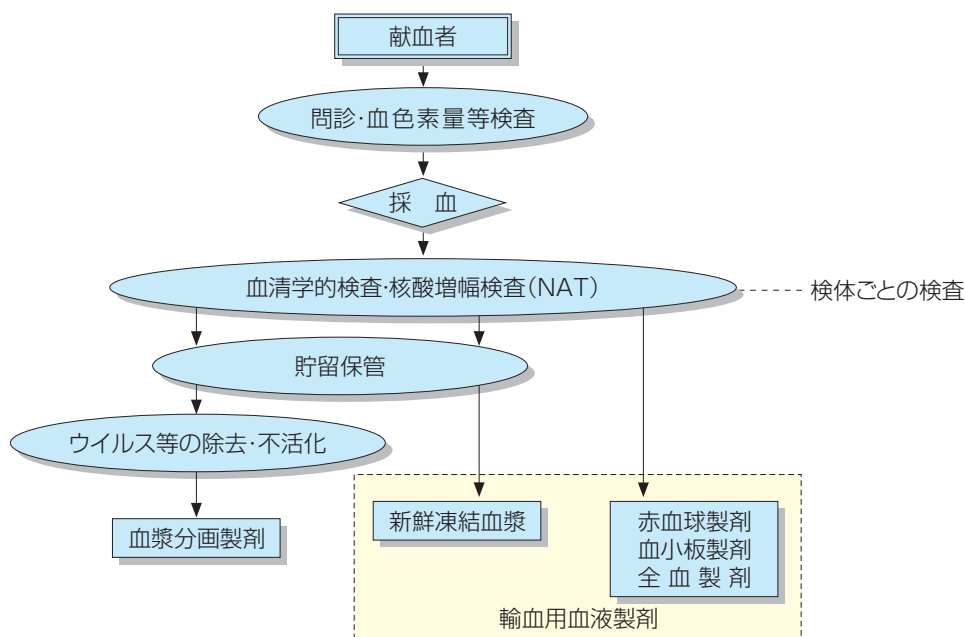 献血者
問診・血色素量等検査
採 血
血清学的検査・核酸増幅検査（NAT）
検体ごとの検査
貯留保管
ウイルス等の除去・不活化
血漿分画製剤
新鮮凍結血漿
赤血球製剤
血小板製剤
全 血 製 剤
輸血用血液製剤